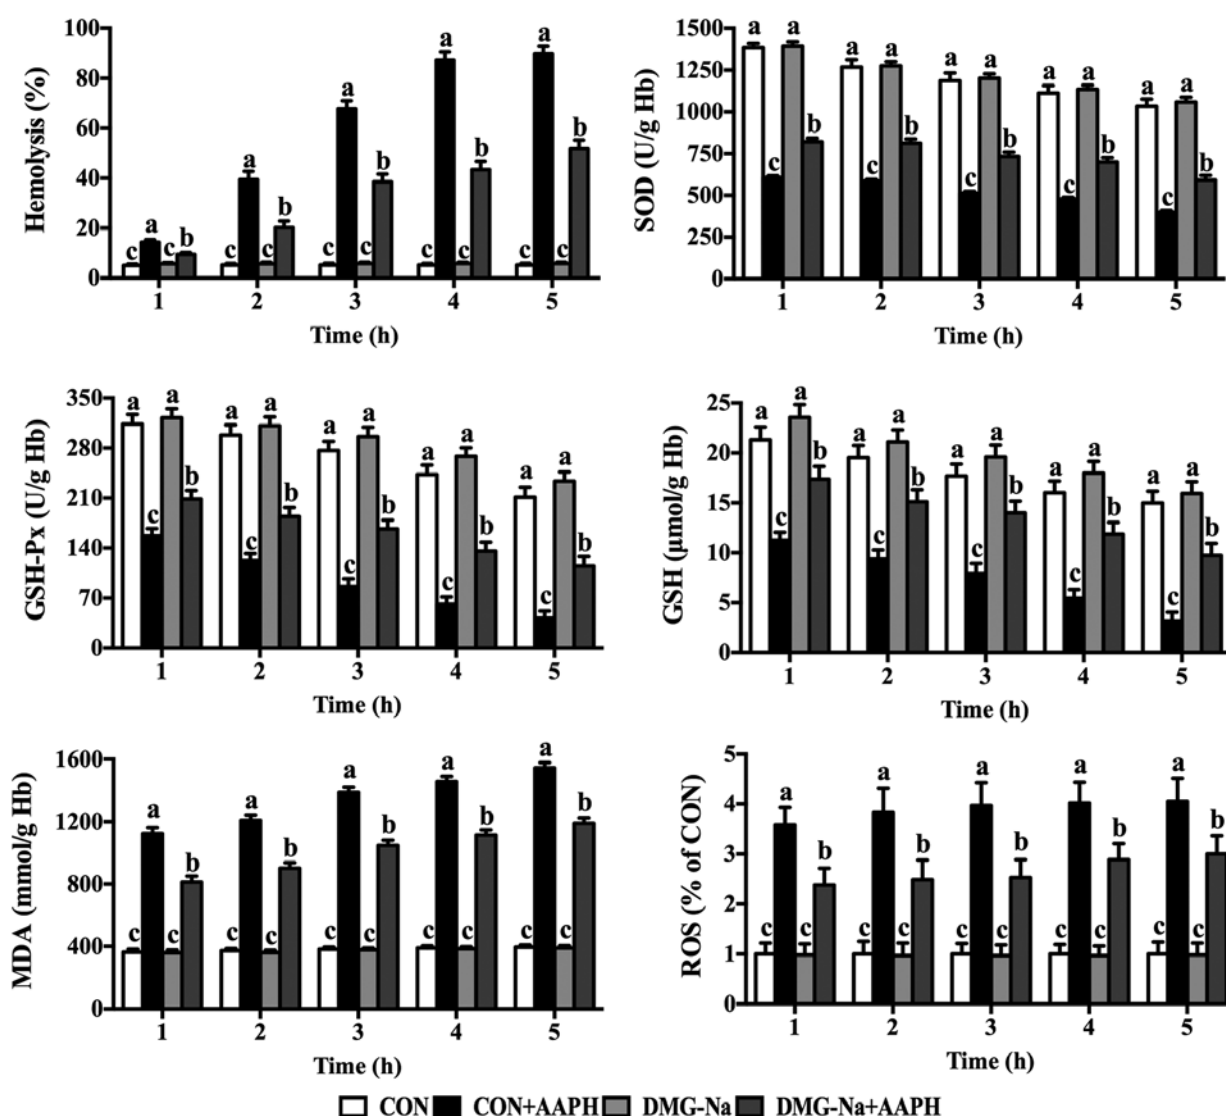 Hemolysis (%)
100
80
60
40
20
0
c a c b
c a c b
c a c b
c a c b
c a c b
1 2 3 4 5
Time (h)
SOD (U/g Hb)
1500
1250
1000
750
500
250
0
a c a b
a c a b
a c a b
a c a b
a c a b
1 2 3 4 5
Time (h)
GSH-Px (U/g Hb)
350
280
210
140
70
0
a c a b
a c a b
a c a b
a c a b
a c a b
1 2 3 4 5
Time (h)
GSH (μmol/g Hb)
25
20
15
10
5
0
a c a b
a c a b
a c a b
a c a b
a c a b
1 2 3 4 5
Time (h)
MDA (mmol/g Hb)
1600
1200
800
400
0
c a c b
c a c b
c a c b
c a c b
c a c b
1 2 3 4 5
Time (h)
ROS (% of CON)
5
4
3
2
1
0
c a c b
c a c b
c a c b
c a c b
c a c b
1 2 3 4 5
Time (h)
CON CON+AAPH DMG-Na DMG-Na+AAPH